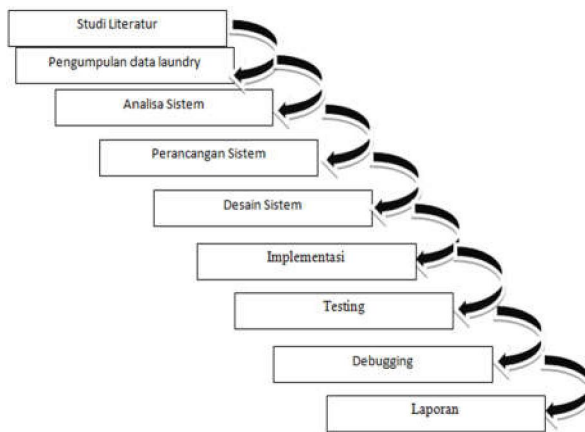 Studi Literatur
Pengumpulan data laundry
Analisa Sistem
Perancangan Sistem
Desain Sistem
Implementasi
Testing
Debugging
Laporan